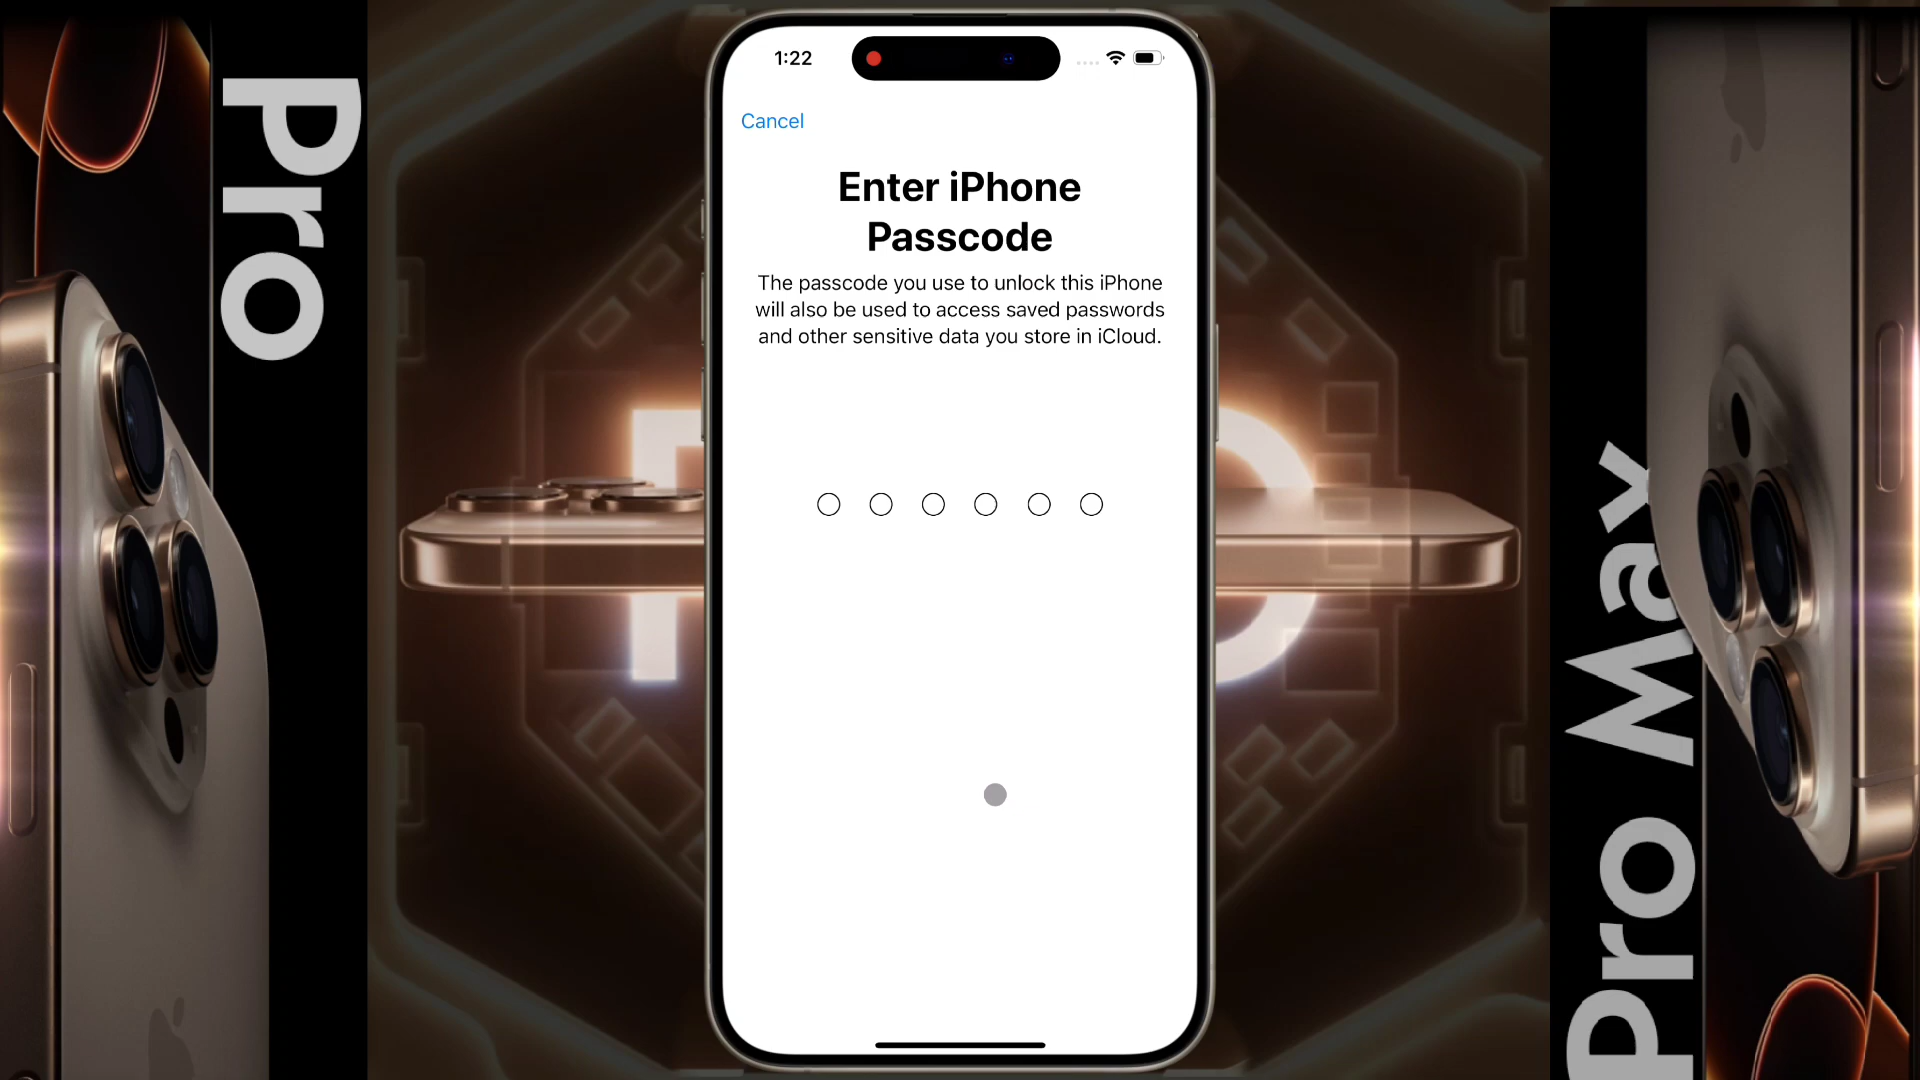 Pro
1:22
Cancel
Enter iPhone
Passcode
The passcode you use to unlock this iPhone
will also be used to access saved passwords
and other sensitive data you store in iCloud.
Pro Max